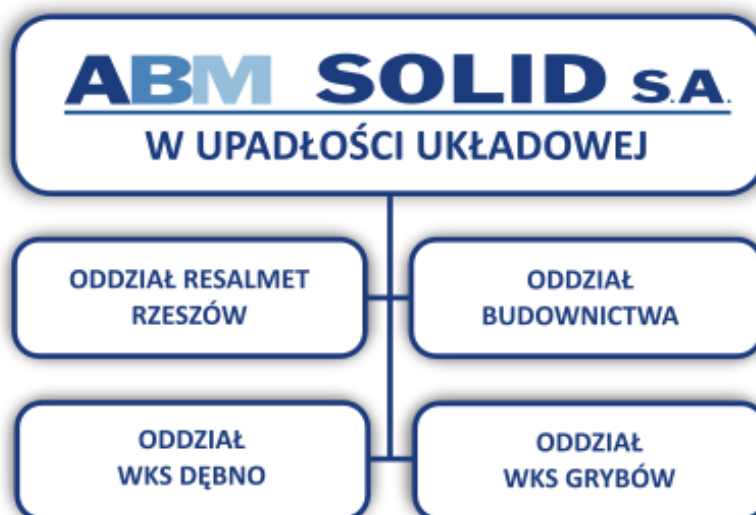 ABM SOLID S.A.
W UPADŁOŚCI UKŁADOWEJ
ODDZIAŁ RESALMET
RZESZÓW
ODDZIAŁ
BUDOWNICTWA
ODDZIAŁ
WKS DĘBNO
ODDZIAŁ
WKS GRYBÓW